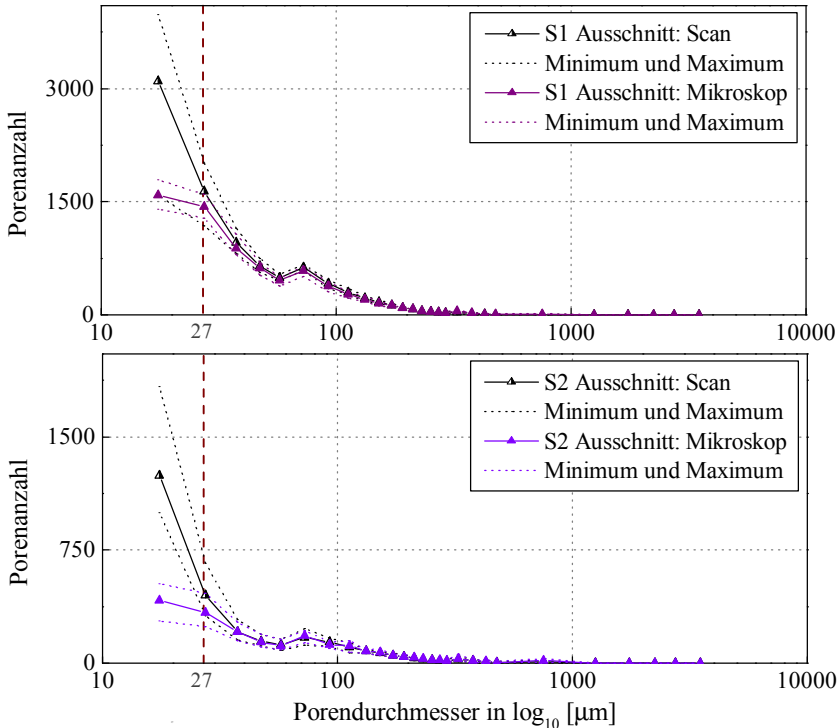 S1 Ausschnitt: Scan
Minimum und Maximum
S1 Ausschnitt: Mikroskop
Minimum und Maximum
Porenanzahl
3000
1500
0
10
27
100
1000
10000
S2 Ausschnitt: Scan
Minimum und Maximum
S2 Ausschnitt: Mikroskop
Minimum und Maximum
Porenanzahl
1500
750
0
10
27
100
1000
10000
Porendurchmesser in log₁₀ [µm]